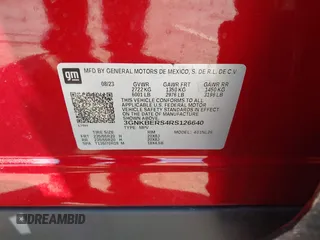 gm
MFD BY GENERAL MOTORS DE MEXICO, S. DE R.L. DE C.V.
08/23 GVWR GAWR FRT GAWR RR
2722 KG 1350 KG 1450 KG
6001 LB 2976 LB 3196 LB
THIS VEHICLE CONFORMS TO ALL
APPLICABLE U.S. FEDERAL MOTOR
VEHICLE SAFETY STANDARDS IN
EFFECT ON THE DATE OF
MANUFACTURE SHOWN ABOVE.
3GNKBERS4RS126640
TYPE: MPV
DREAMBID